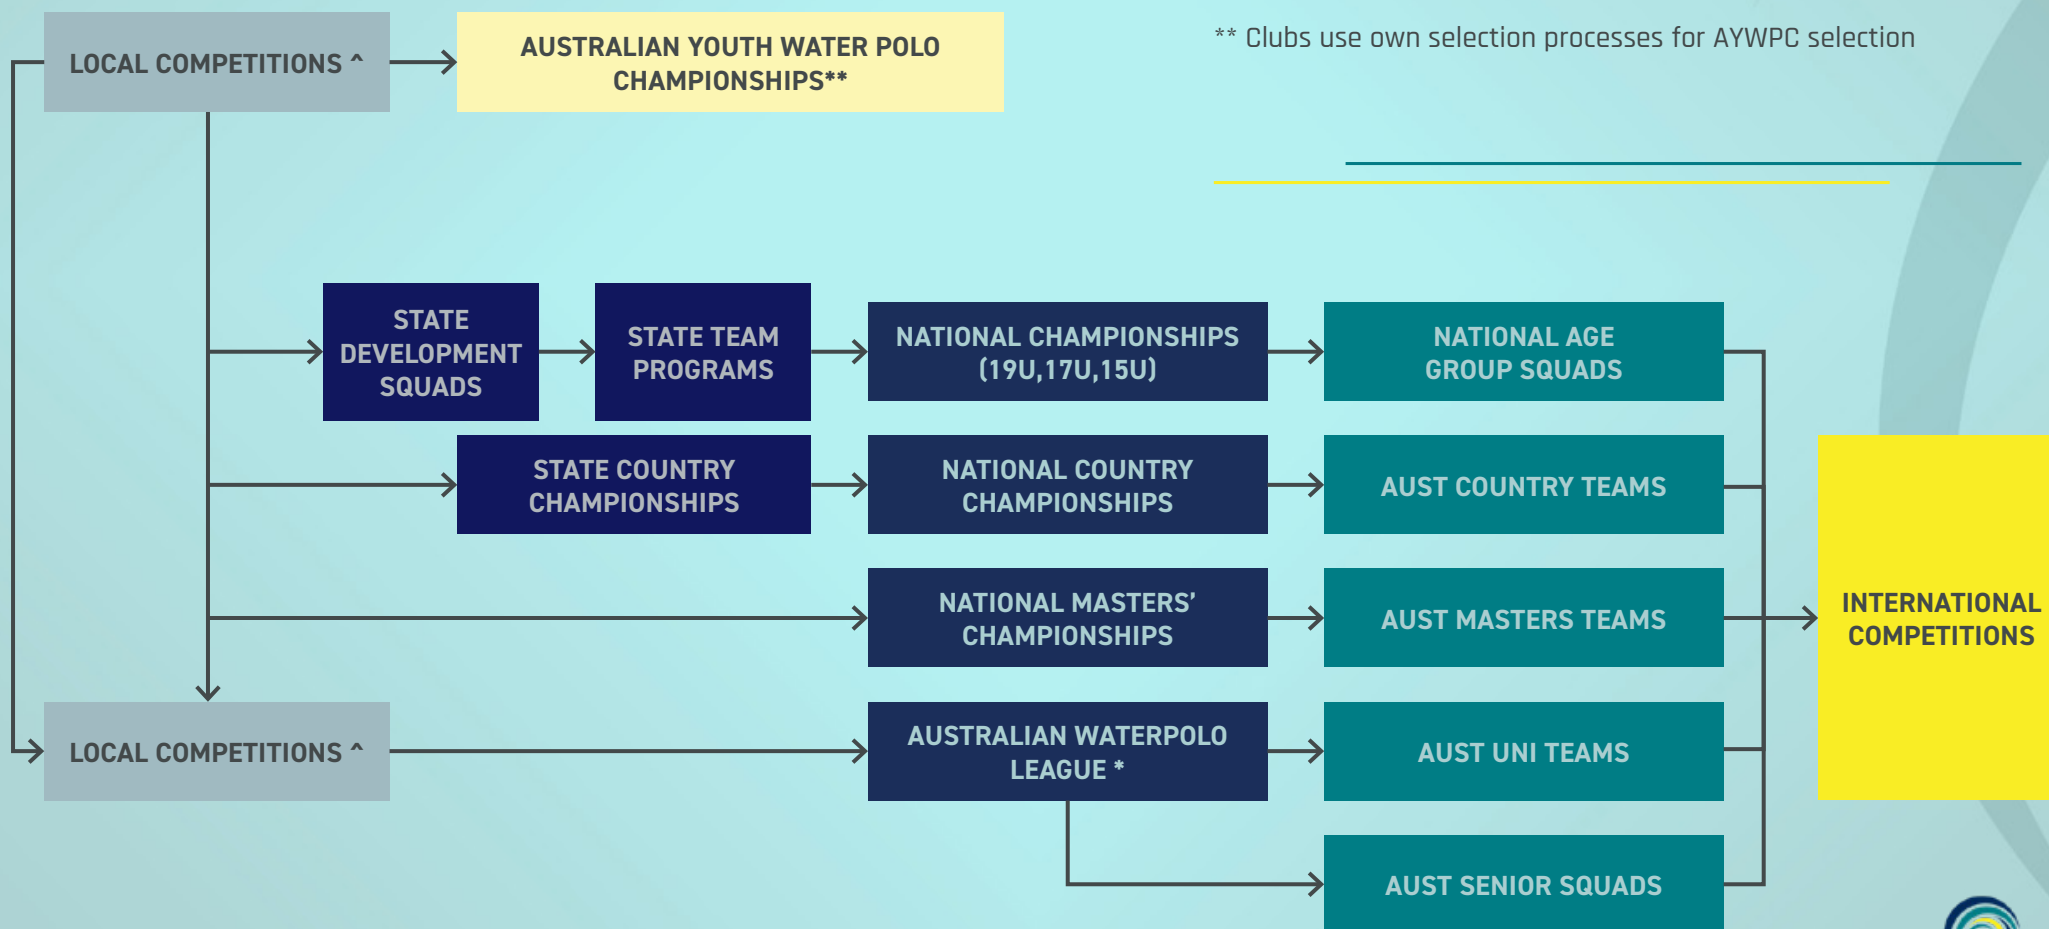 LOCAL COMPETITIONS ^
AUSTRALIAN YOUTH WATER POLO
CHAMPIONSHIPS**
** Clubs use own selection processes for AYWPC selection
STATE
DEVELOPMENT
SQUADS
STATE TEAM
PROGRAMS
NATIONAL CHAMPIONSHIPS
(19U,17U,15U)
NATIONAL AGE
GROUP SQUADS
STATE COUNTRY
CHAMPIONSHIPS
NATIONAL COUNTRY
CHAMPIONSHIPS
AUST COUNTRY TEAMS
NATIONAL MASTERS’
CHAMPIONSHIPS
AUST MASTERS TEAMS
INTERNATIONAL
COMPETITIONS
LOCAL COMPETITIONS ^
AUSTRALIAN WATERPOLO
LEAGUE *
AUST UNI TEAMS
AUST SENIOR SQUADS